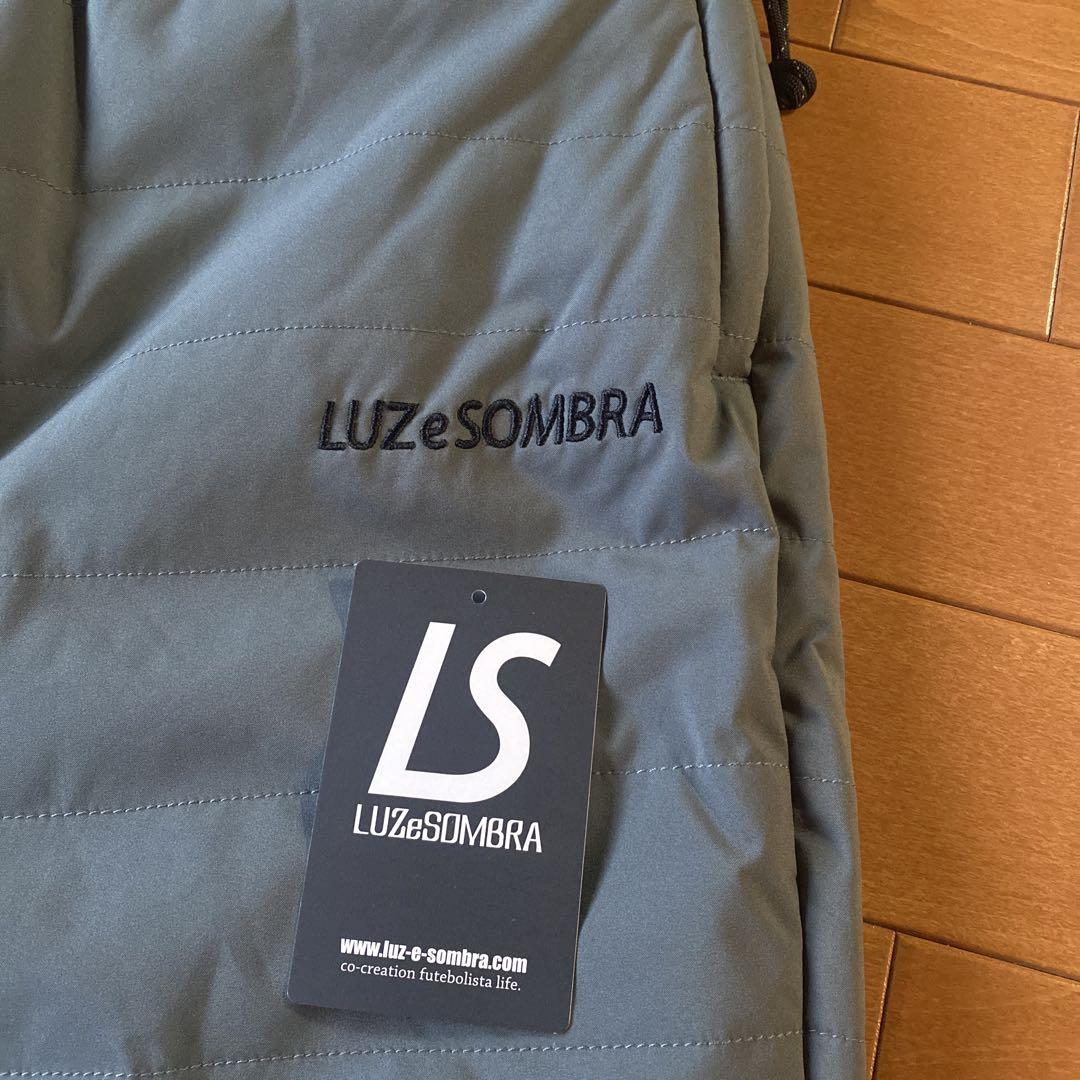 LUZeSOMBRA
LS
LUZeSOMBRA
www.luz-e-sombra.com
co-creation futebolista life.